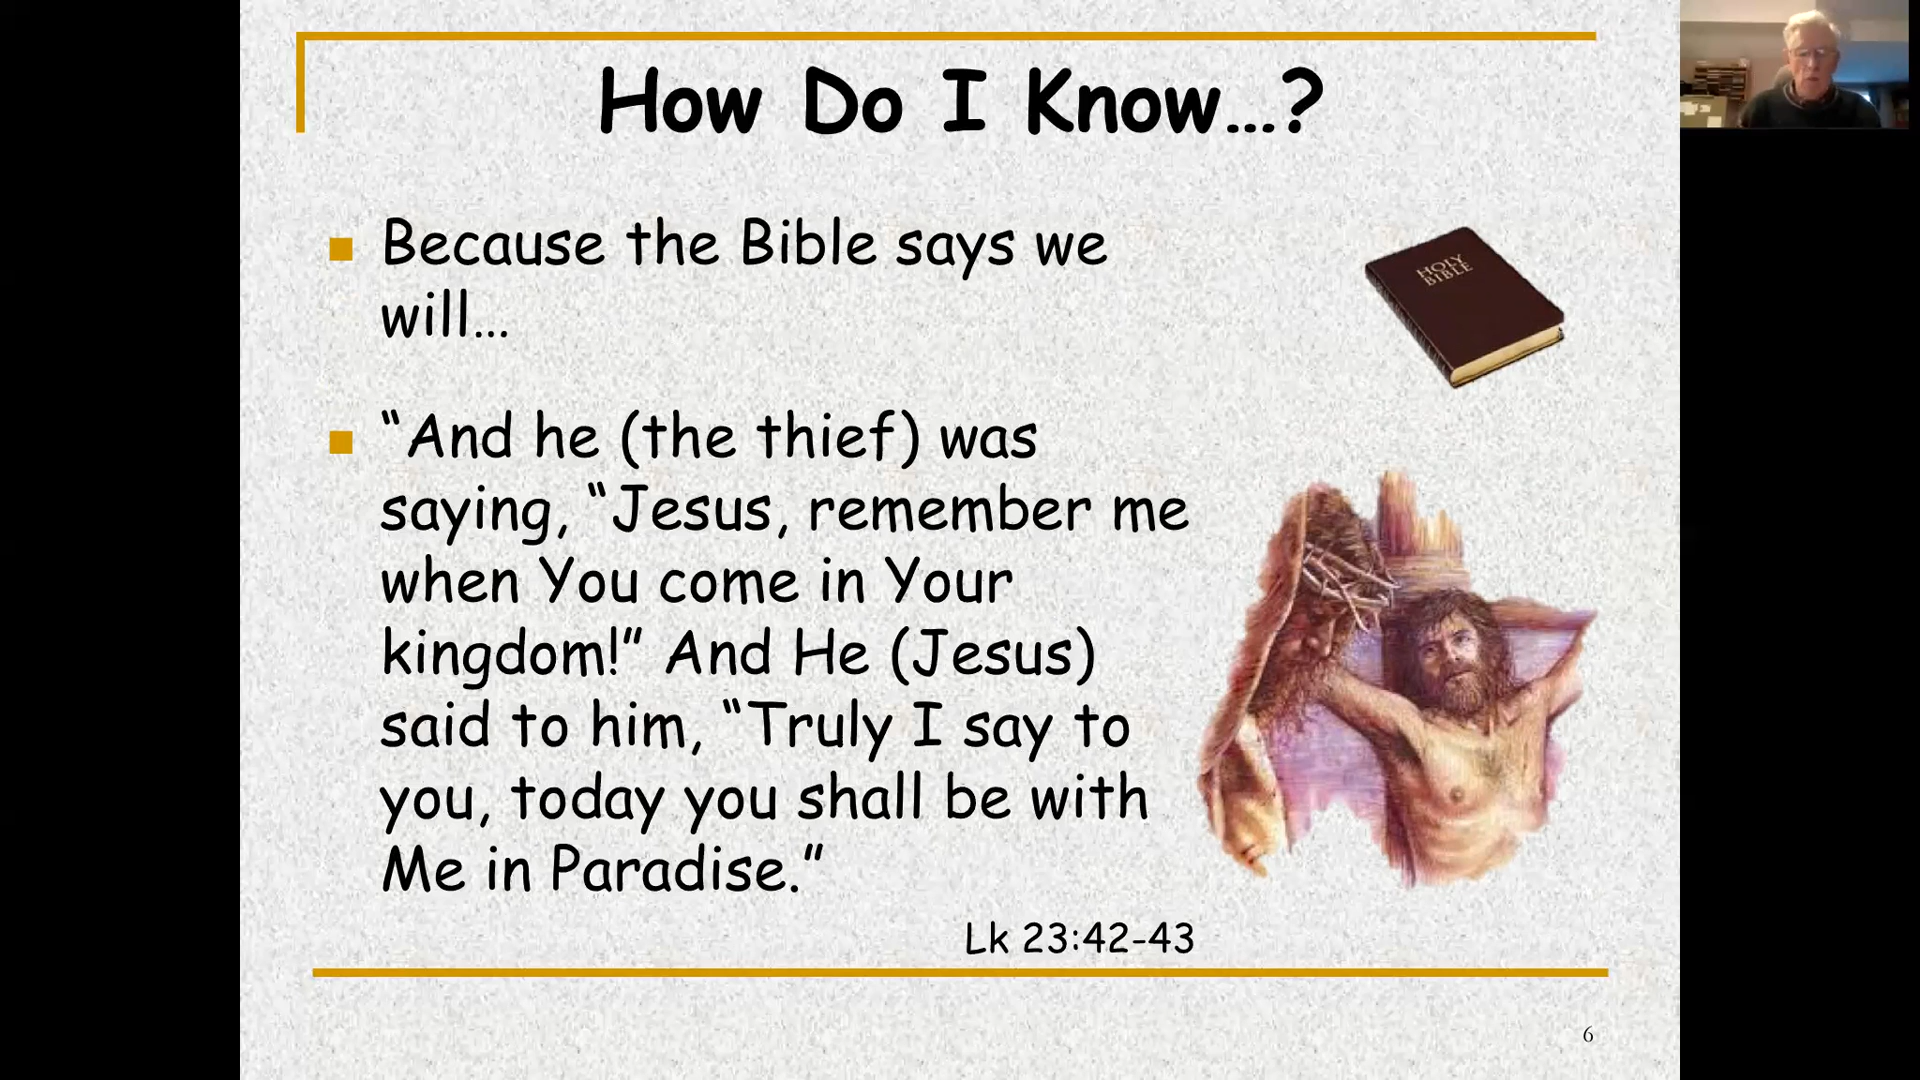 How Do I Know...?
Because the Bible says we
will...
HOLY
BIBLE
“And he (the thief) was
saying, “Jesus, remember me
when You come in Your
kingdom!” And He (Jesus)
said to him, “Truly I say to
you, today you shall be with
Me in Paradise.”
Lk 23:42-43
6